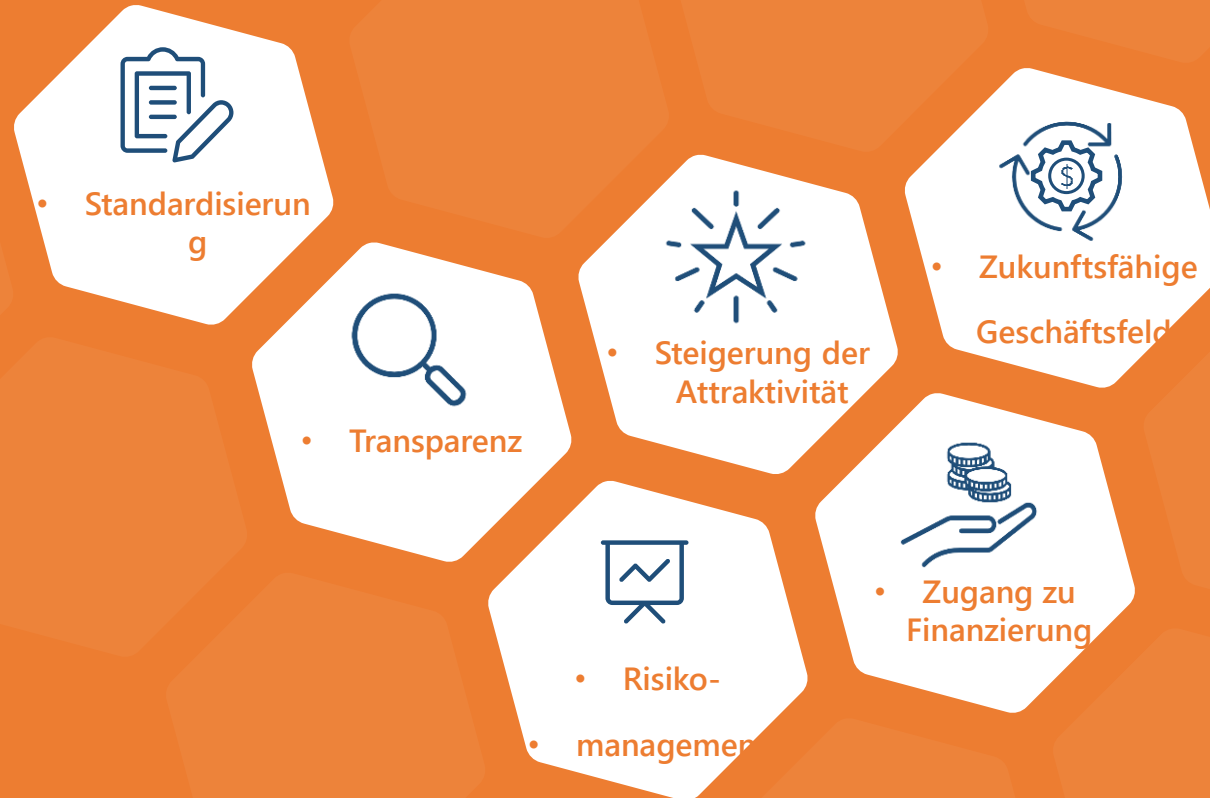 • Standardisierun
g
• Transparenz
• Steigerung der
Attraktivität
• Zukunftsfähige
Geschäftsfeld
• Risiko-
• managemen
• Zugang zu
Finanzierung
$